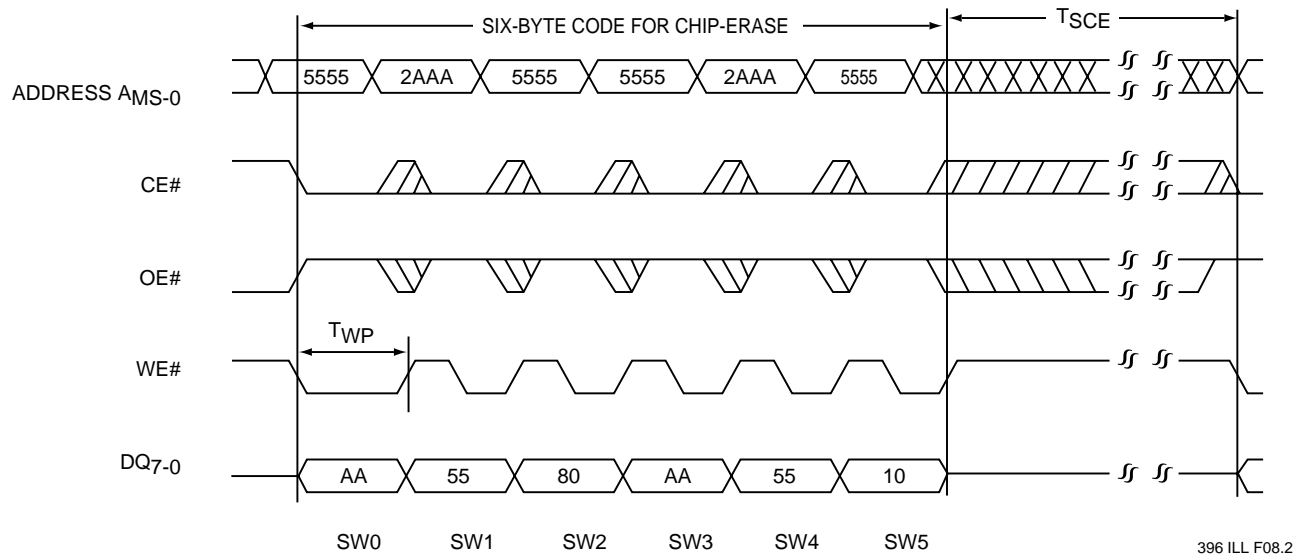 SIX-BYTE CODE FOR CHIP-ERASE
TSCE
ADDRESS AMS-0
5555 2AAA 5555 5555 2AAA 5555
CE#
OE#
TWP
WE#
DQ7-0
AA 55 80 AA 55 10
SW0 SW1 SW2 SW3 SW4 SW5
396 ILL F08.2